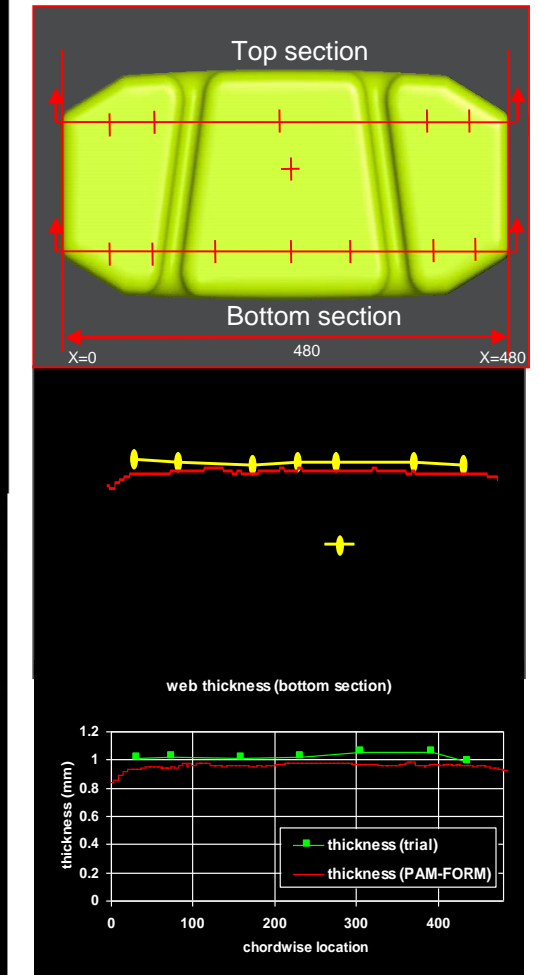 Top section
Bottom section
X=0
480
X=480
web thickness (bottom section)
thickness (mm)
1.2
1
0.8
0.6
0.4
0.2
0
thickness (trial)
thickness (PAM-FORM)
0
100
200
300
400
chordwise location